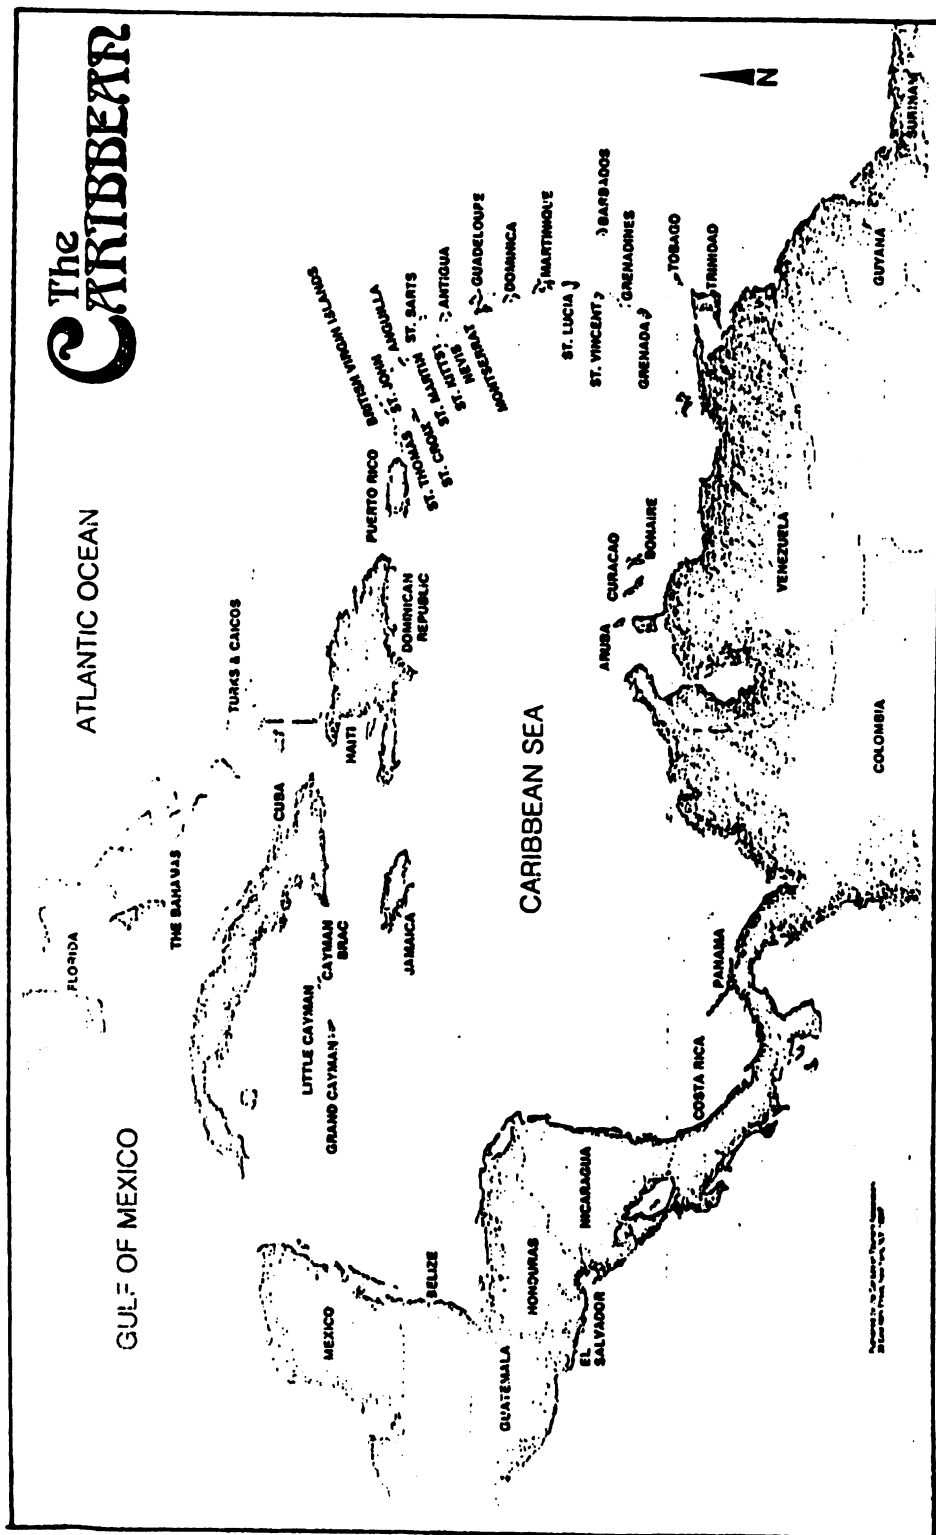 The
CARIBBEAN
ATLANTIC OCEAN
GULF OF MEXICO
FLORIDA
THE BAHAMAS
TURKS & CAICOS
CUBA
LITTLE CAYMAN
CAYMAN
BRAC
GRAND CAYMAN
HAITI
DOMINICAN
REPUBLIC
JAMAICA
PUERTO RICO
BRITISH VIRGIN ISLANDS
ST. JOHN
ANGUILLA
ST. THOMAS
ST. CROIX
ST. MARTIN
ST. BARTS
ST. KITTS
NEVIS
MONTSERRAT
ANTIGUA
GUADELOUPE
DOMINICA
MARTINIQUE
ST. LUCIA
BARBADOS
ST. VINCENT
GRENADINES
GRENADA
TOBAGO
TRINIDAD
CARIBBEAN SEA
MEXICO
BELIZE
GUATEMALA
HONDURAS
EL
SALVADOR
NICARAGUA
COSTA RICA
PANAMA
ARUBA
CURACAO
BONAIRE
COLOMBIA
VENEZUELA
GUYANA
SURINAM
N